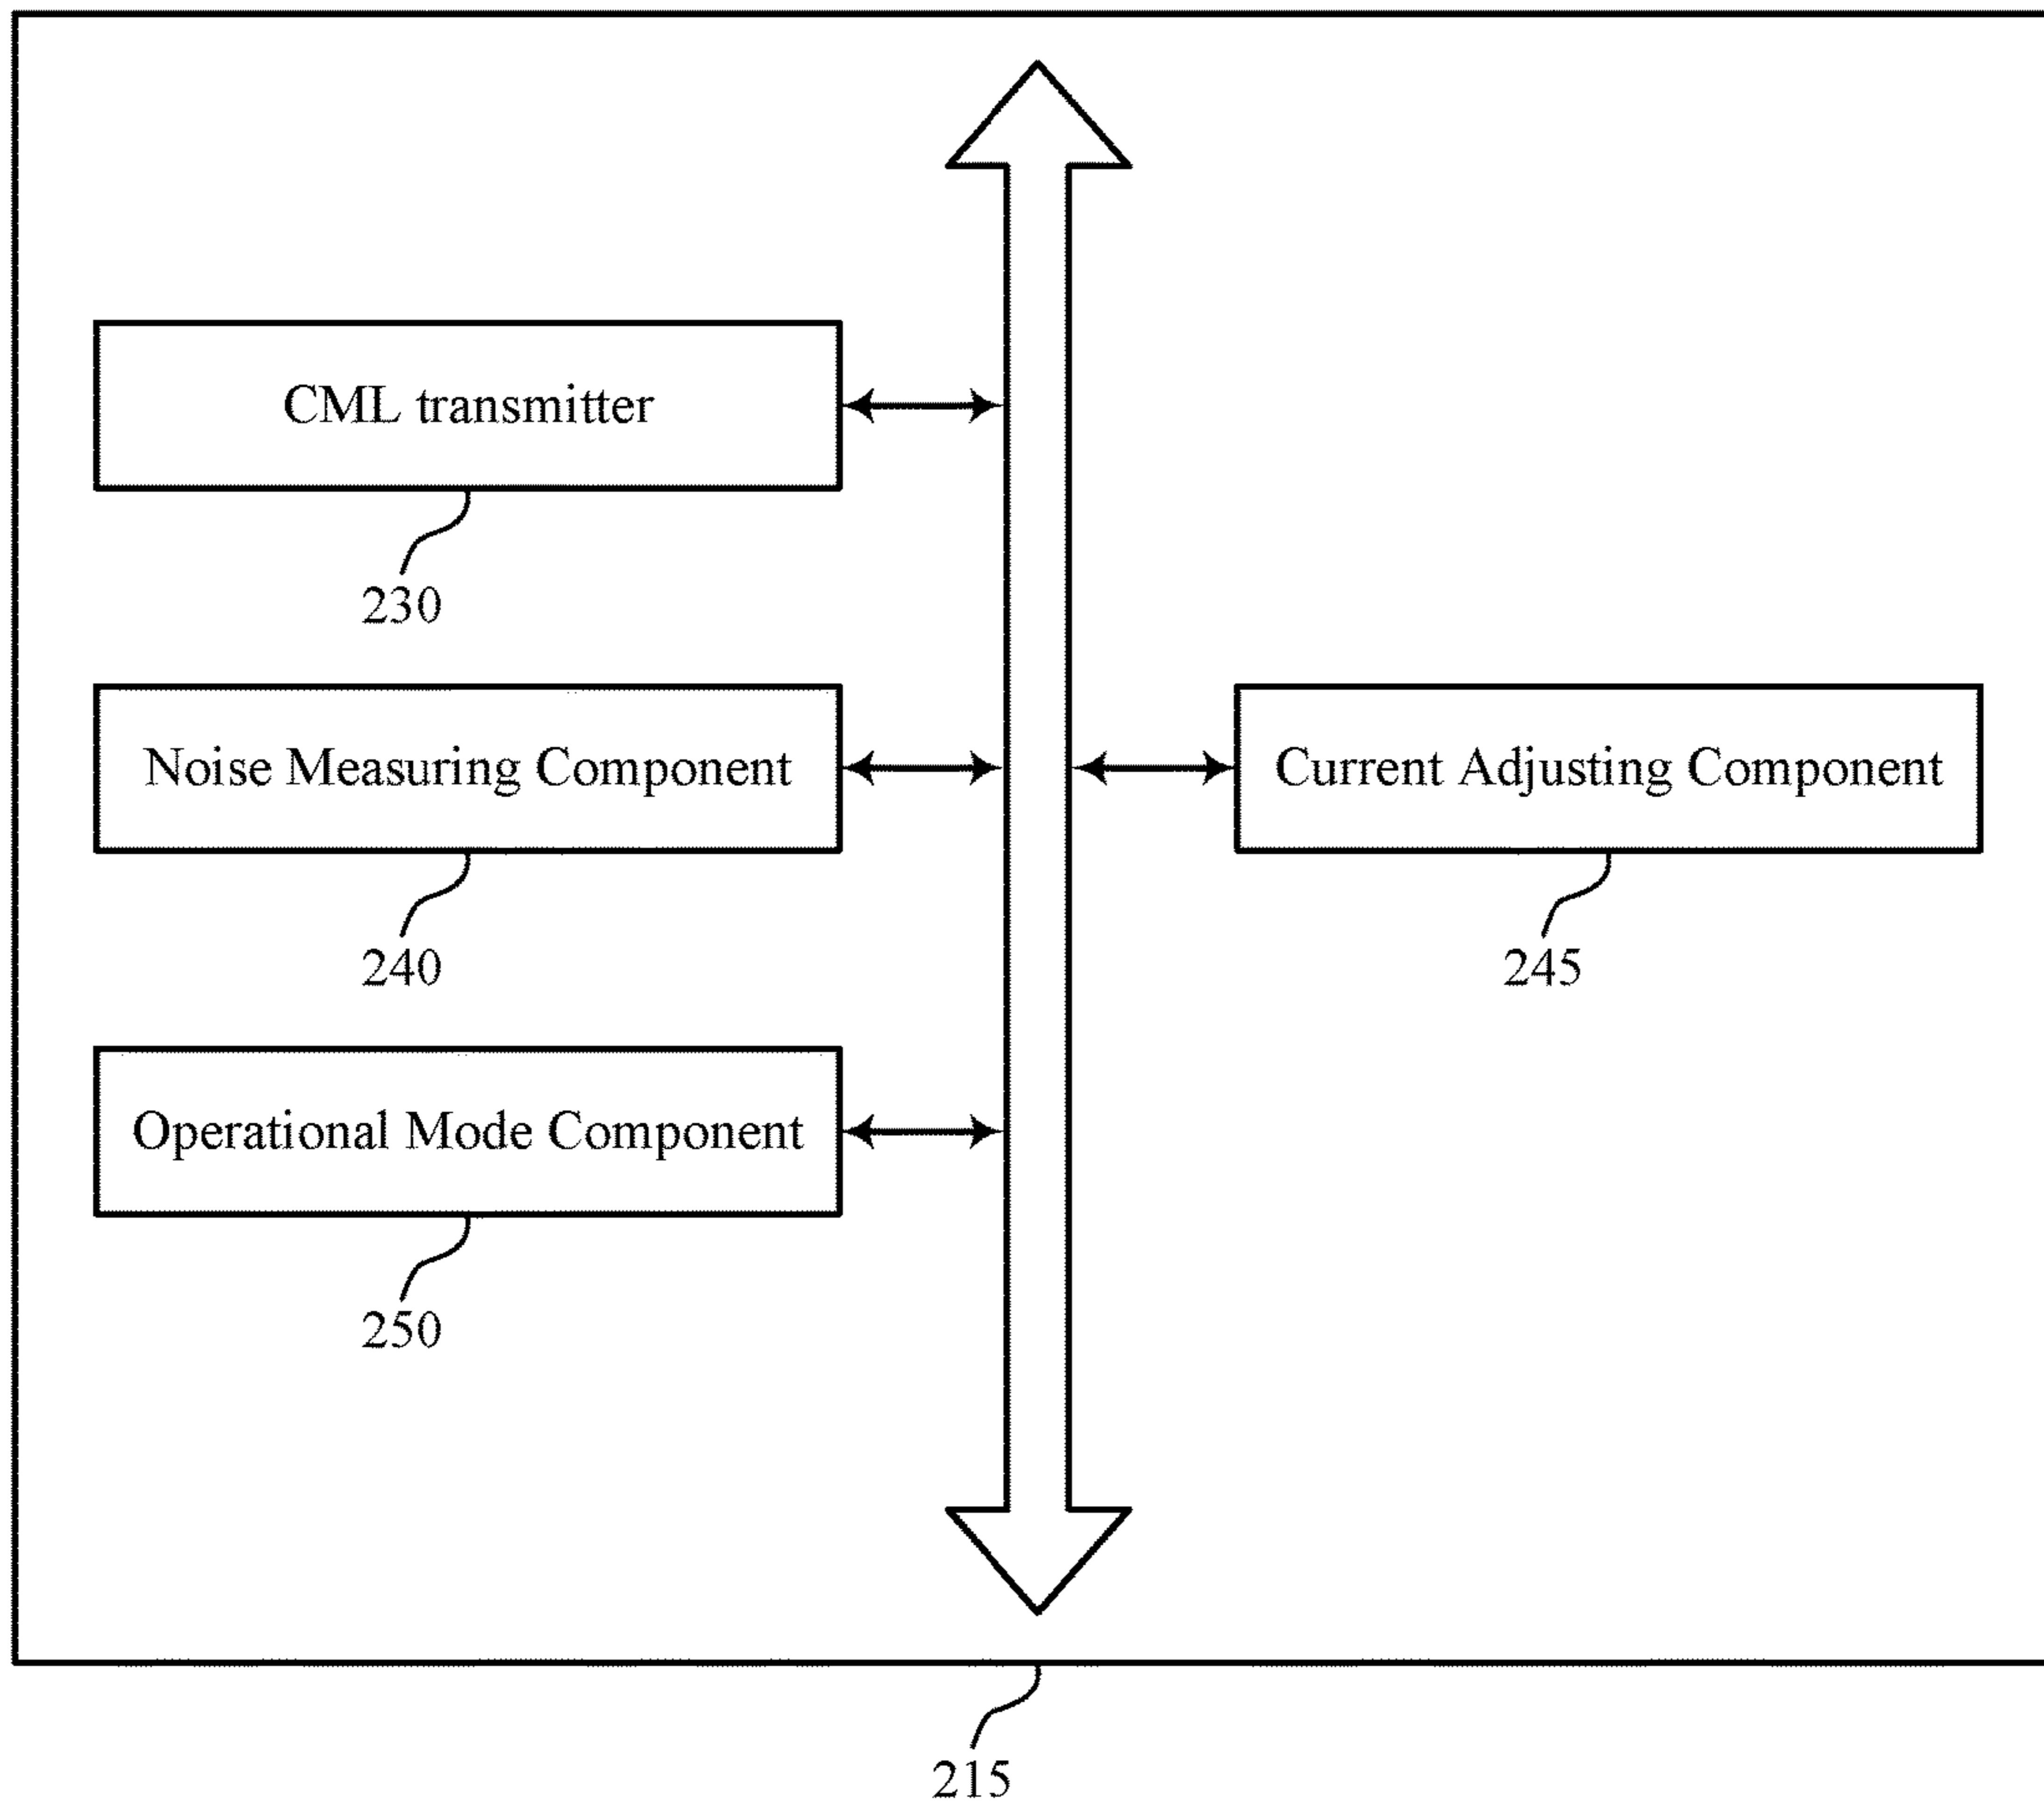 CML transmitter
230
Noise Measuring Component
Current Adjusting Component
240
245
Operational Mode Component
250
215